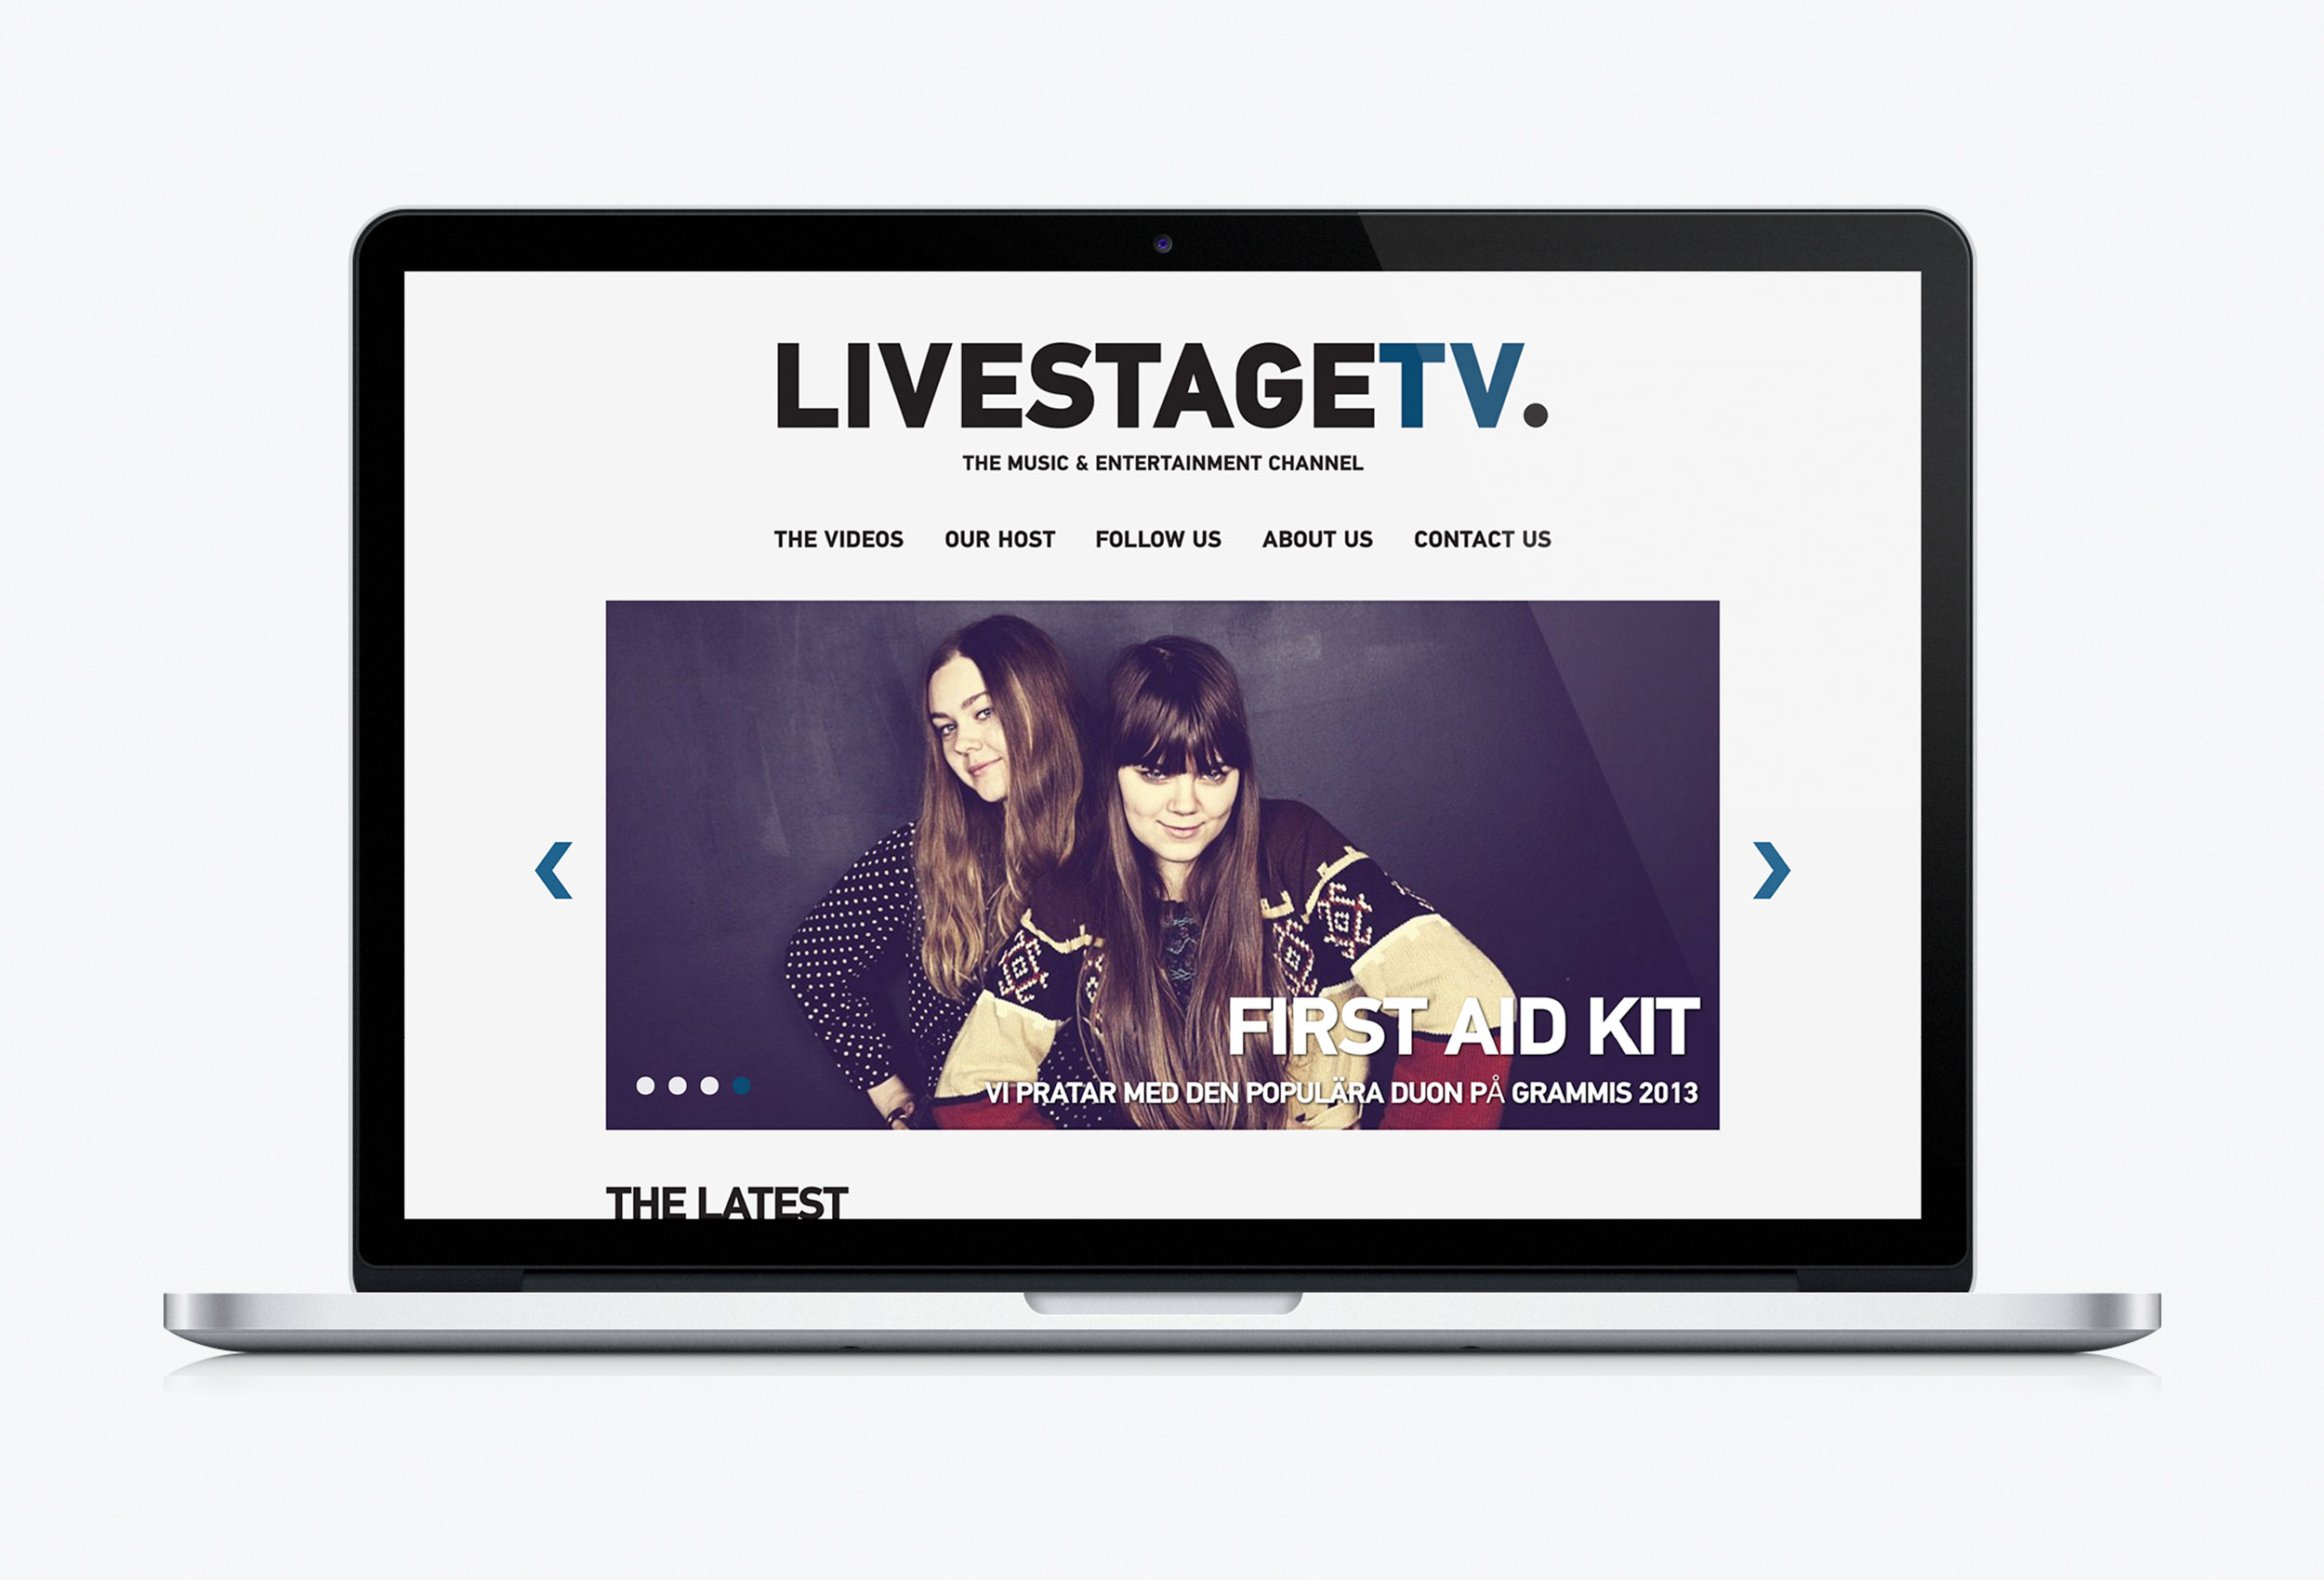 LIVESTAGETV.
THE MUSIC & ENTERTAINMENT CHANNEL
THE VIDEOS OUR HOST FOLLOW US ABOUT US CONTACT US
FIRST AID KIT
VI PRATAR MED DEN POPULÄRA DUON PÅ GRAMMIS 2013
THE LATEST